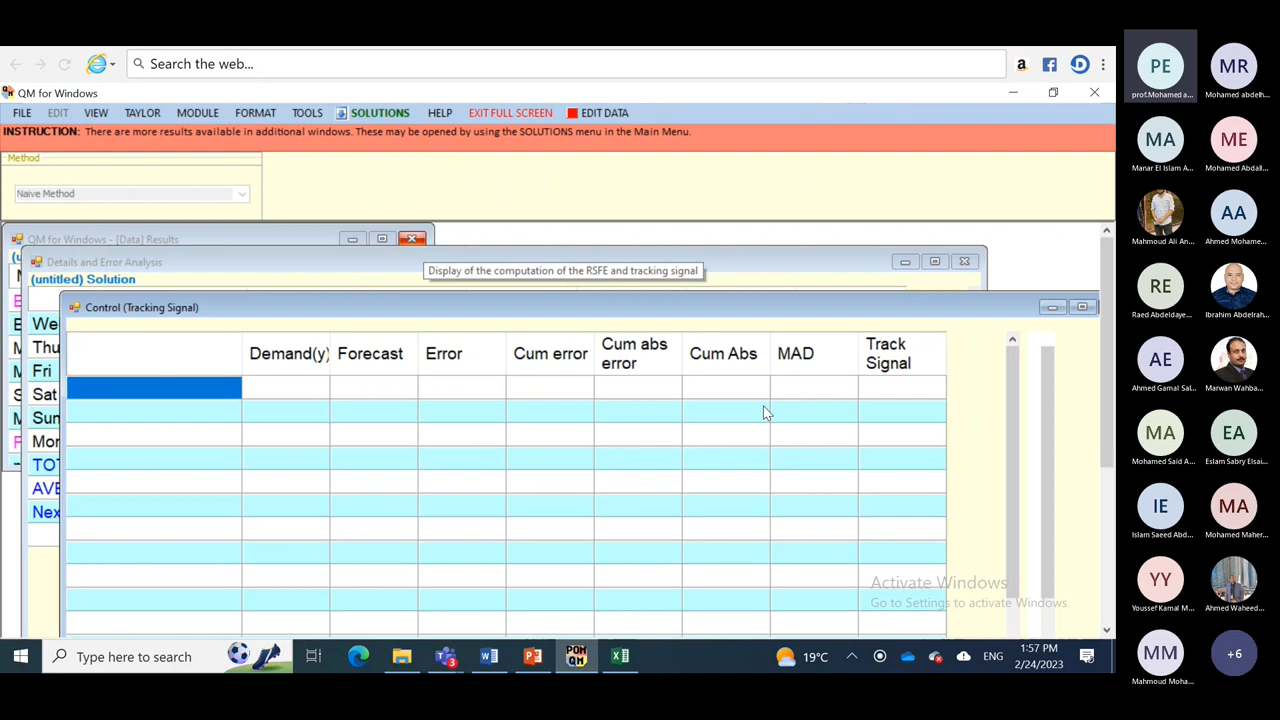 Search the web...
QM for Windows
FILE EDIT VIEW TAYLOR MODULE FORMAT TOOLS SOLUTIONS HELP EXIT FULL SCREEN EDIT DATA
INSTRUCTION: There are more results available in additional windows. These may be opened by using the SOLUTIONS menu in the Main Menu.
Method
Naive Method
QM for Windows - [Data] Results
Details and Error Analysis
Display of the computation of the RSFE and tracking signal
(untitled) Solution
Control (Tracking Signal)
Demand(y) Forecast Error Cum error Cum abs error Cum Abs MAD Track Signal
We
Thu
Fri
Sat
Sun
Mor
TOT
AVE
Nex
Activate Windows
Go to Settings to activate Windows.
Type here to search
3
POM
QM
19°C
ENG
1:57 PM
2/24/2023
PE MR
prof.Mohamed a... Mohamed abdelh...
MA ME
Manar El Islam A... Mohamed Abdall...
AA
Mahmoud Ali An... Ahmed Mohame...
RE
Raed Abdeldaye... Ibrahim Abdelrah...
AE
Ahmed Gamal Sal... Marwan Wahba...
MA EA
Mohamed Said A... Eslam Sabry Elsai...
IE MA
Islam Saeed Abd... Mohamed Maher...
YY
Youssef Kamal M... Ahmed Waheed...
MM +6
Mahmoud Moha...